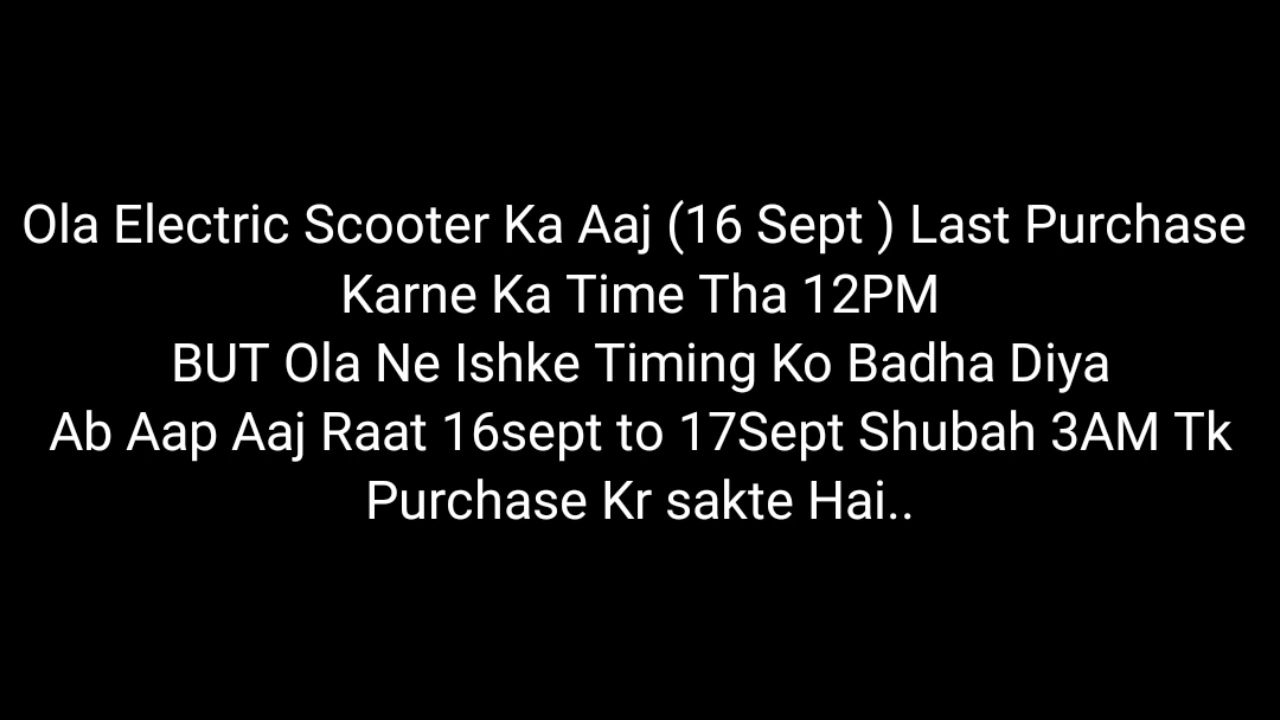 Ola Electric Scooter Ka Aaj (16 Sept ) Last Purchase
Karne Ka Time Tha 12PM
BUT Ola Ne Ishke Timing Ko Badha Diya
Ab Aap Aaj Raat 16sept to 17Sept Shubah 3AM Tk
Purchase Kr sakte Hai..